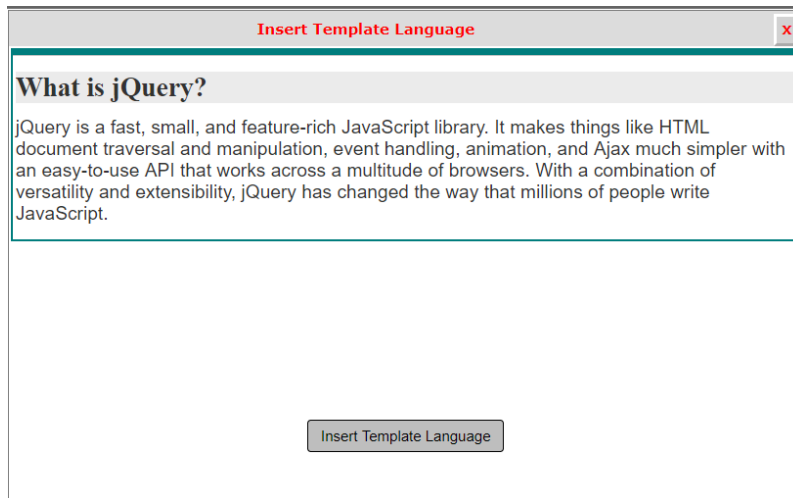 Insert Template Language
x
What is jQuery?
jQuery is a fast, small, and feature-rich JavaScript library. It makes things like HTML
document traversal and manipulation, event handling, animation, and Ajax much simpler with
an easy-to-use API that works across a multitude of browsers. With a combination of
versatility and extensibility, jQuery has changed the way that millions of people write
JavaScript.
Insert Template Language